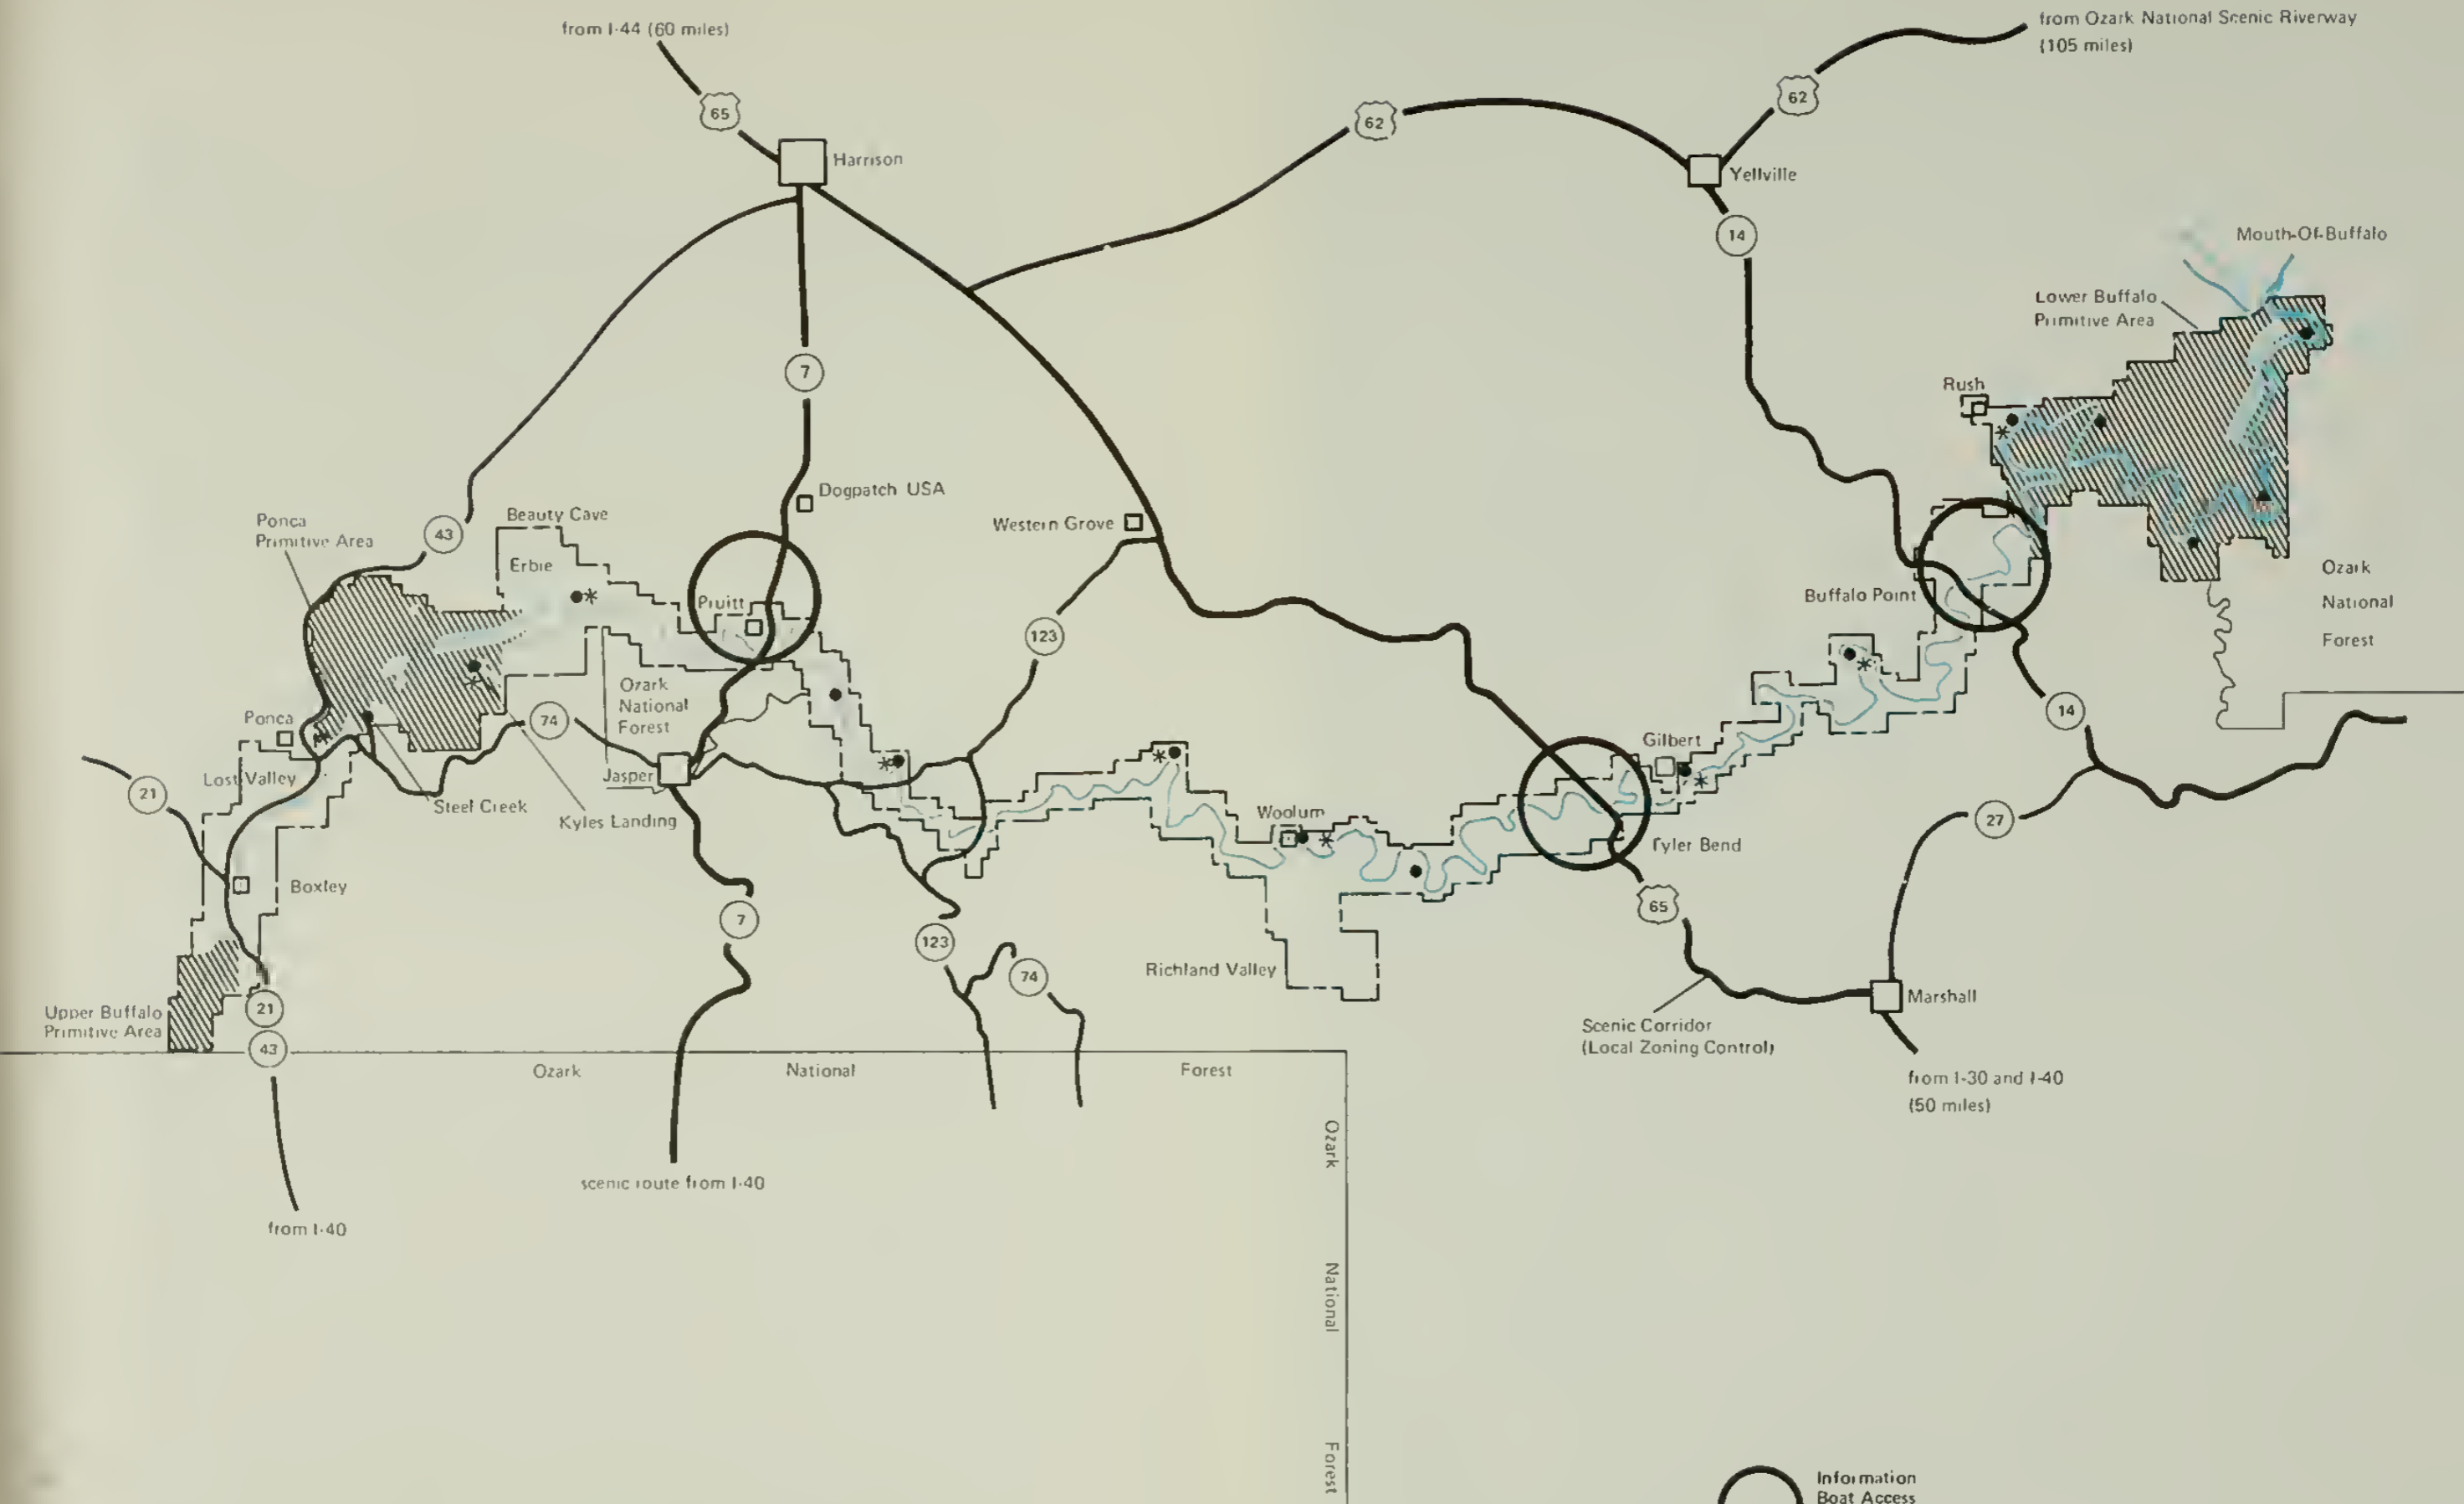 from I-44 (60 miles)
from Ozark National Scenic Riverway
(105 miles)
65
62
62
Harrison
Yellville
14
Mouth-Of-Buffalo
Lower Buffalo
Primitive Area
7
Rush
Dogpatch USA
Beauty Cave
Western Grove
Ponca
Primitive Area
43
Erbie
Ozark
National
Forest
Pruitt
Buffalo Point
123
Ozark
National
Forest
Ponca
74
14
Gilbert
Lost Valley
Jasper
21
Steel Creek
Kyles Landing
Woolum
27
Tyler Bend
Boxley
65
7
123
74
Richland Valley
Marshall
21
Upper Buffalo
Primitive Area
Scenic Corridor
(Local Zoning Control)
43
Ozark
National
Forest
from I-30 and I-40
(50 miles)
Ozark
National
Forest
scenic route from I-40
from I-40
Information
Boat Access